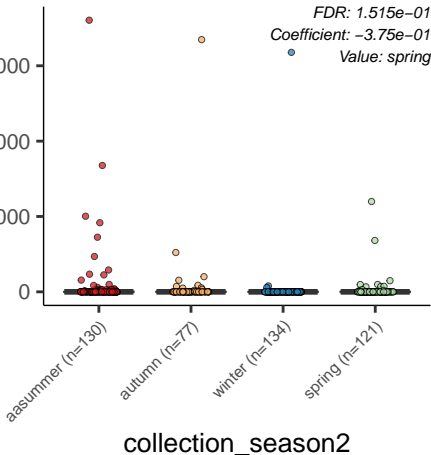 FDR: 1.515e−01
Coefficient: −3.75e−01
Value: spring
000
000
000
0
aasummer (n=130)
autumn (n=77)
winter (n=134)
spring (n=121)
collection_season2